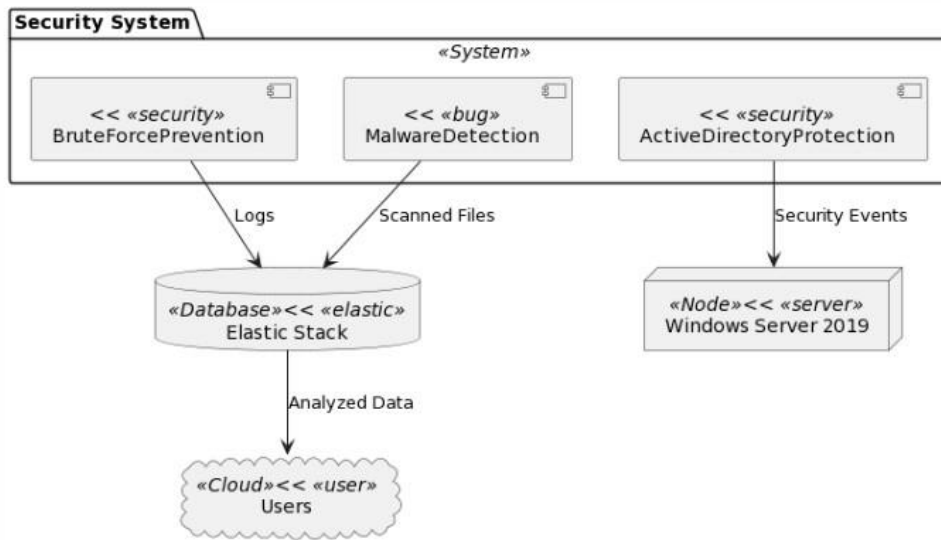 Security System
«System»
<< «security»
BruteForcePrevention
<< «bug»
MalwareDetection
<< «security»
ActiveDirectoryProtection
Logs
Scanned Files
Security Events
«Database»<< «elastic»
Elastic Stack
«Node»<< «server»
Windows Server 2019
Analyzed Data
«Cloud»<< «user»
Users